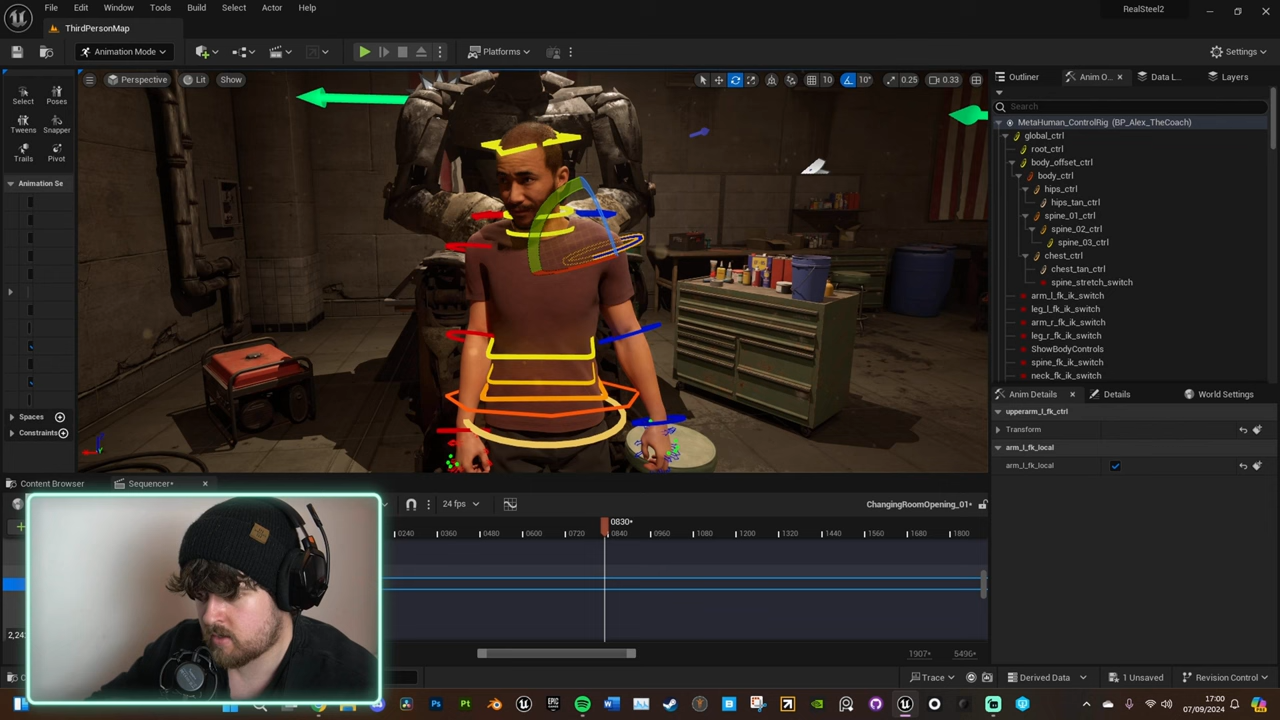 File Edit Window Tools Build Select Actor Help
RealSteel2
ThirdPersonMap
Animation Mode
Platforms
Settings
Perspective
Lit
Show
10
10°
0.25
0.33
Select Poses
Tweens Snapper
Trails Pivot
Animation Se
Spaces
Constraints
Outliner
Anim O...
Data L...
Layers
Search
MetaHuman_ControlRig (BP_Alex_TheCoach)
global_ctrl
root_ctrl
body_offset_ctrl
body_ctrl
hips_ctrl
hips_tan_ctrl
spine_01_ctrl
spine_02_ctrl
spine_03_ctrl
chest_ctrl
chest_tan_ctrl
spine_stretch_switch
arm_l_fk_ik_switch
leg_l_fk_ik_switch
arm_r_fk_ik_switch
leg_r_fk_ik_switch
ShowBodyControls
spine_fk_ik_switch
neck_fk_ik_switch
Anim Details
Details
World Settings
upperarm_l_fk_ctrl
Transform
arm_l_fk_local
arm_l_fk_local
Content Browser
Sequencer*
24 fps
ChangingRoomOpening_01*
0830*
0240 0360 0480 0600 0720 0840 0960 1080 1200 1320 1440 1560 1680 1800
2,24
1907* 5496*
Trace
Derived Data
1 Unsaved
Revision Control
17:00
07/09/2024